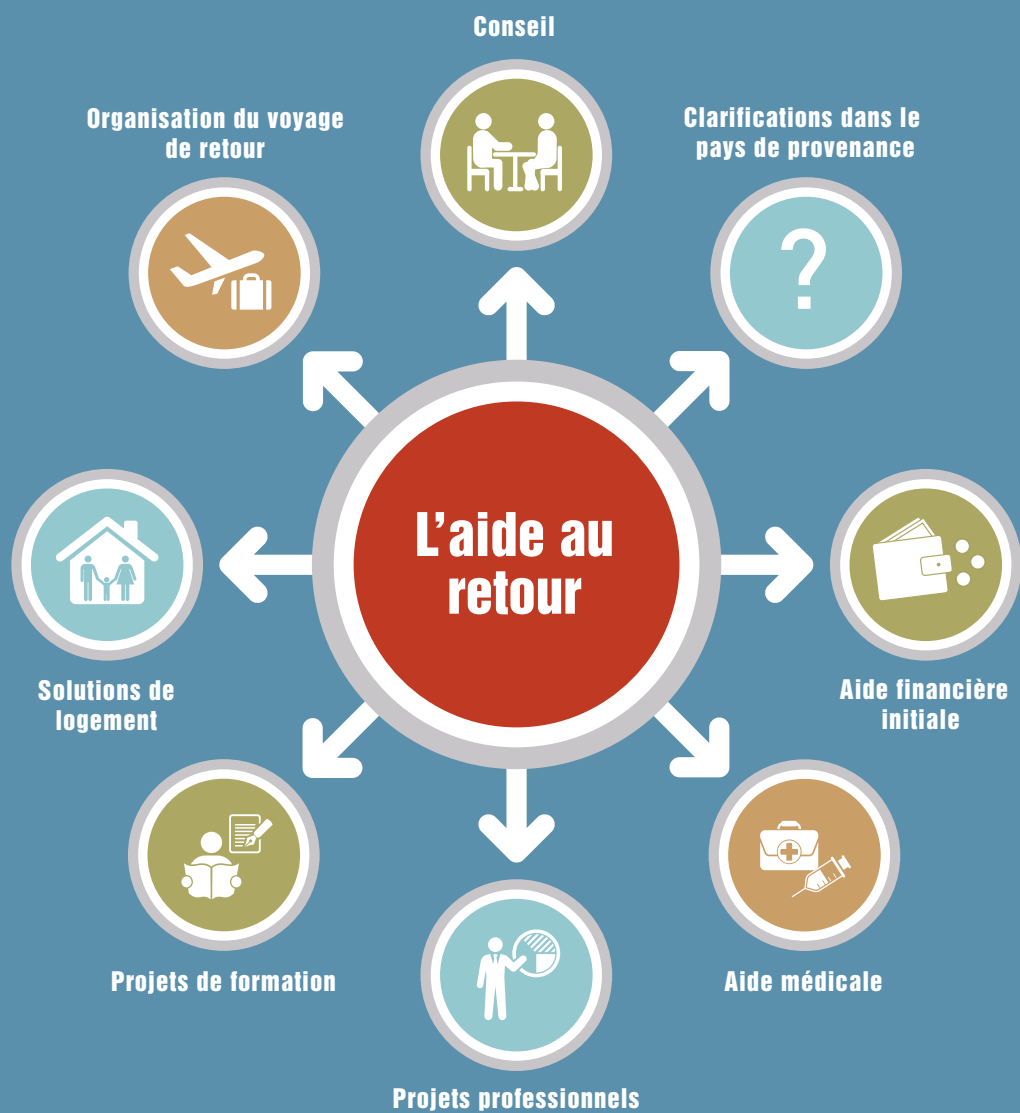 Conseil
Organisation du voyage
de retour
Clarifications dans le
pays de provenance
?
L'aide au
retour
Solutions de
logement
Aide financière
initiale
Projets de formation
Aide médicale
Projets professionnels